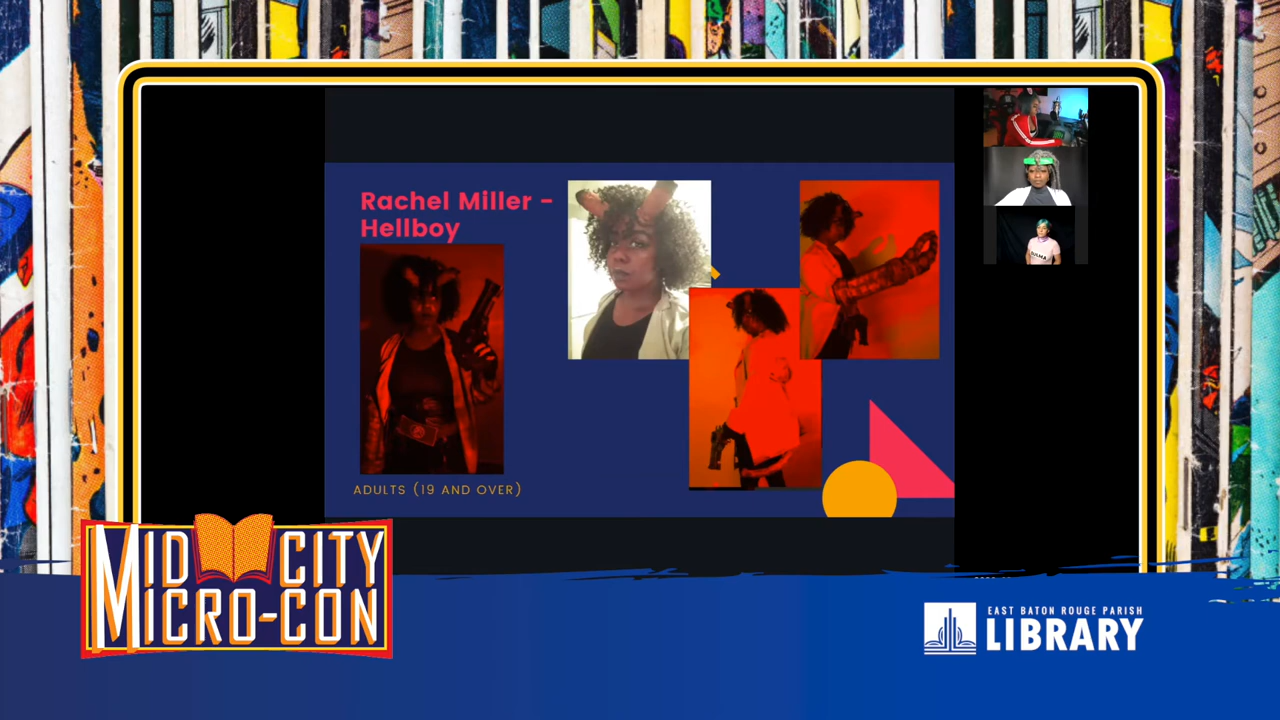 Rachel Miller -
Hellboy
ADULTS (19 AND OVER)
MID CITY
MICRO-CON
EAST BATON ROUGE PARISH
LIBRARY